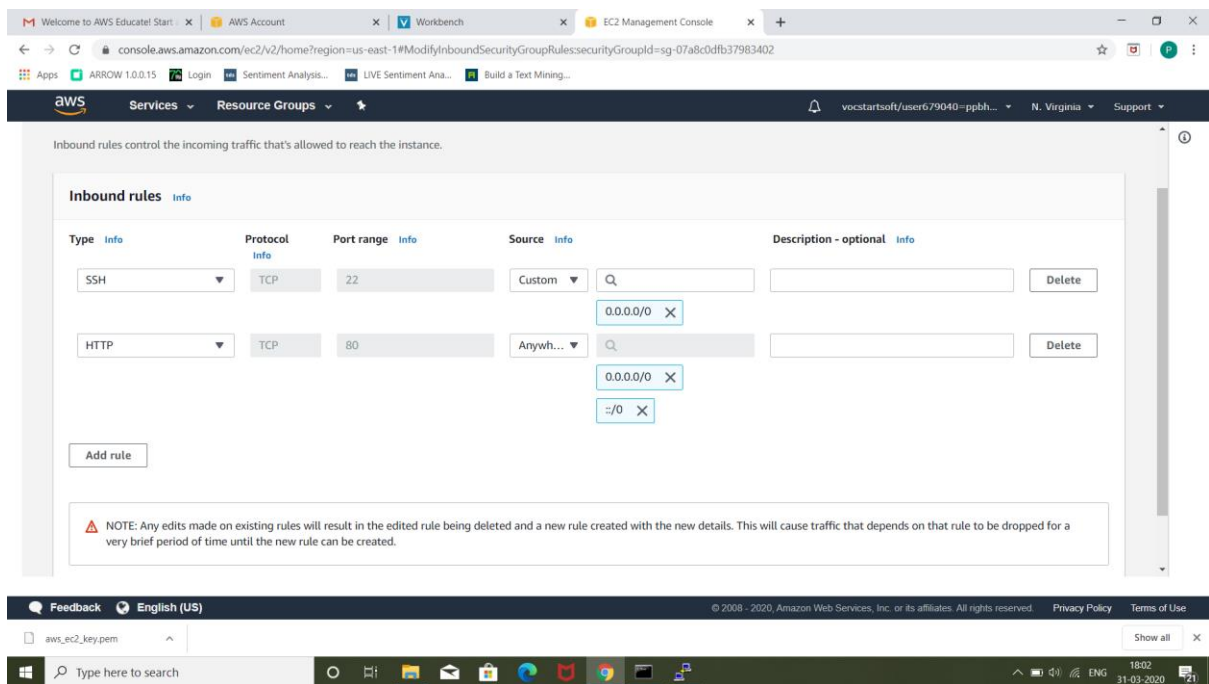 Welcome to AWS Educate! Start
AWS Account
Workbench
EC2 Management Console
console.aws.amazon.com/ec2/v2/home?region=us-east-1#ModifyInboundSecurityGroupRules:securityGroupId=sg-07a8c0dfb37983402
P
Apps ARROW 1.0.0.15 Login Sentiment Analysis... LIVE Sentiment Ana... Build a Text Mining...
aws Services Resource Groups vocstartsoft/user679040=ppbh... N. Virginia Support
Inbound rules control the incoming traffic that's allowed to reach the instance.
Inbound rules Info
Type Info Protocol Info Port range Info Source Info Description - optional Info
SSH TCP 22 Custom Delete
0.0.0.0/0
HTTP TCP 80 Anywh... Delete
0.0.0.0/0
::/0
Add rule
NOTE: Any edits made on existing rules will result in the edited rule being deleted and a new rule created with the new details. This will cause traffic that depends on that rule to be dropped for a
very brief period of time until the new rule can be created.
Feedback English (US) © 2008 - 2020, Amazon Web Services, Inc. or its affiliates. All rights reserved. Privacy Policy Terms of Use
aws_ec2_key.pem Show all
Type here to search ENG 18:02
31-03-2020 21